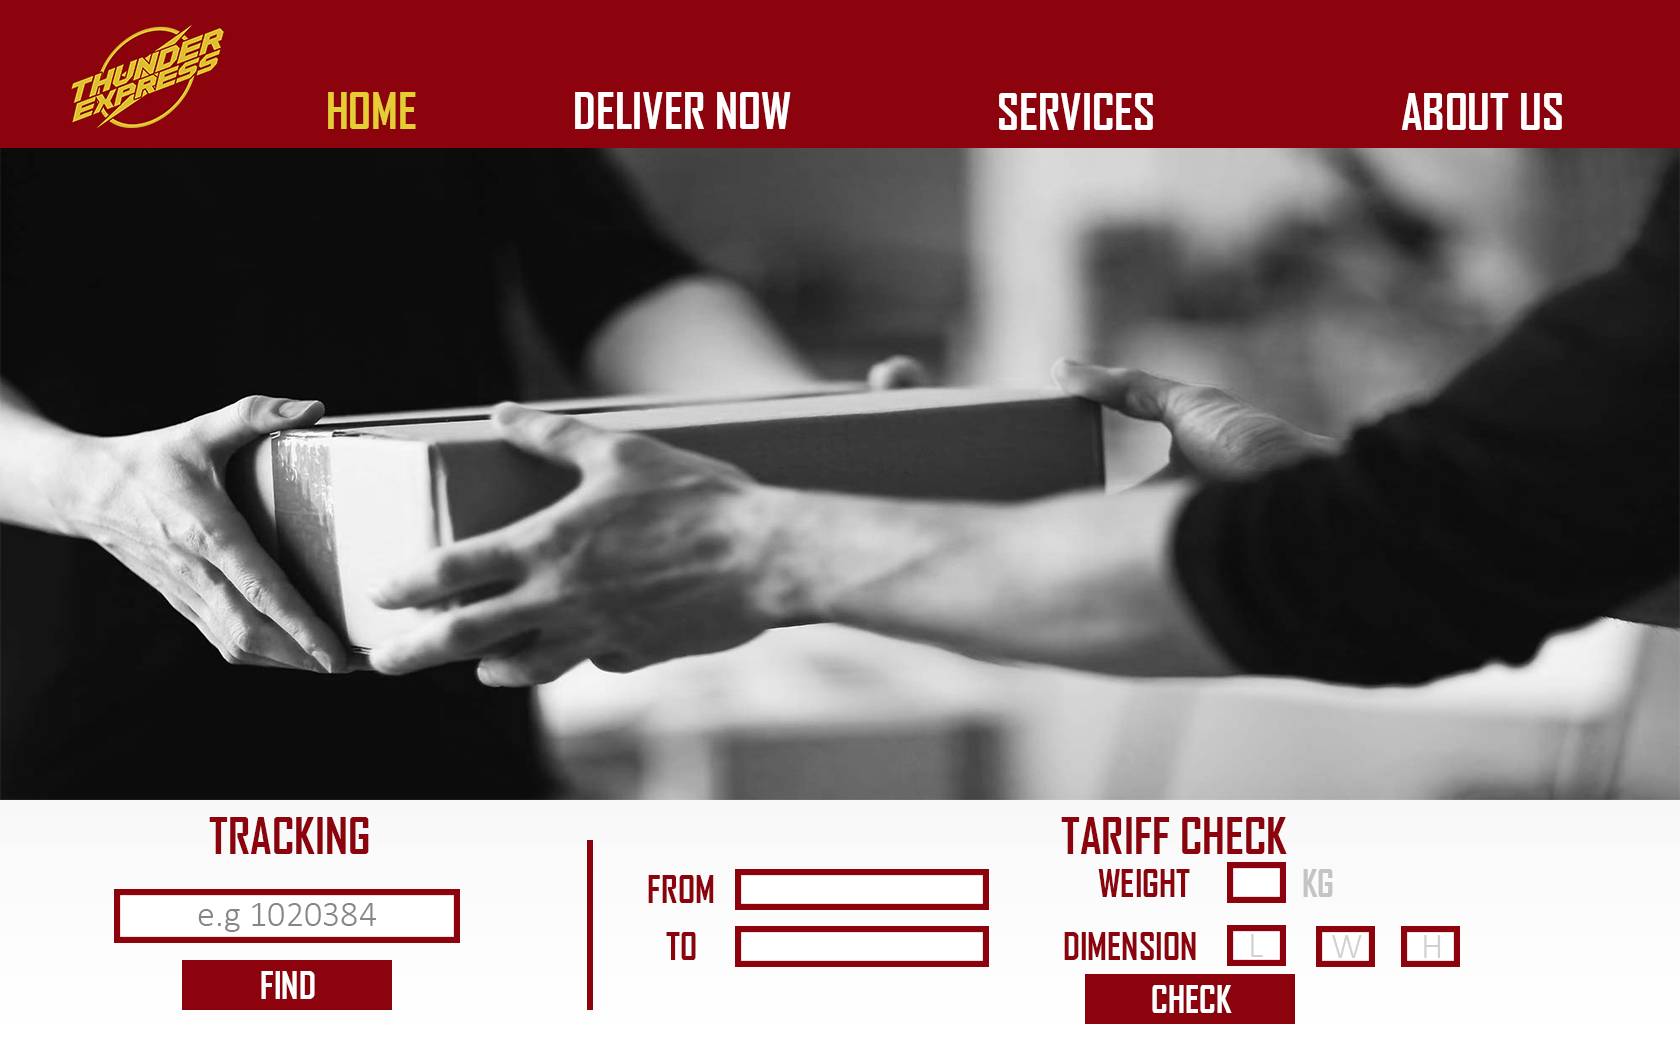 THUNDER
EXPRESS
HOME
DELIVER NOW
SERVICES
ABOUT US
TRACKING
e.g 1020384
FIND
TARIFF CHECK
FROM
TO
WEIGHT
KG
DIMENSION
L
W
H
CHECK